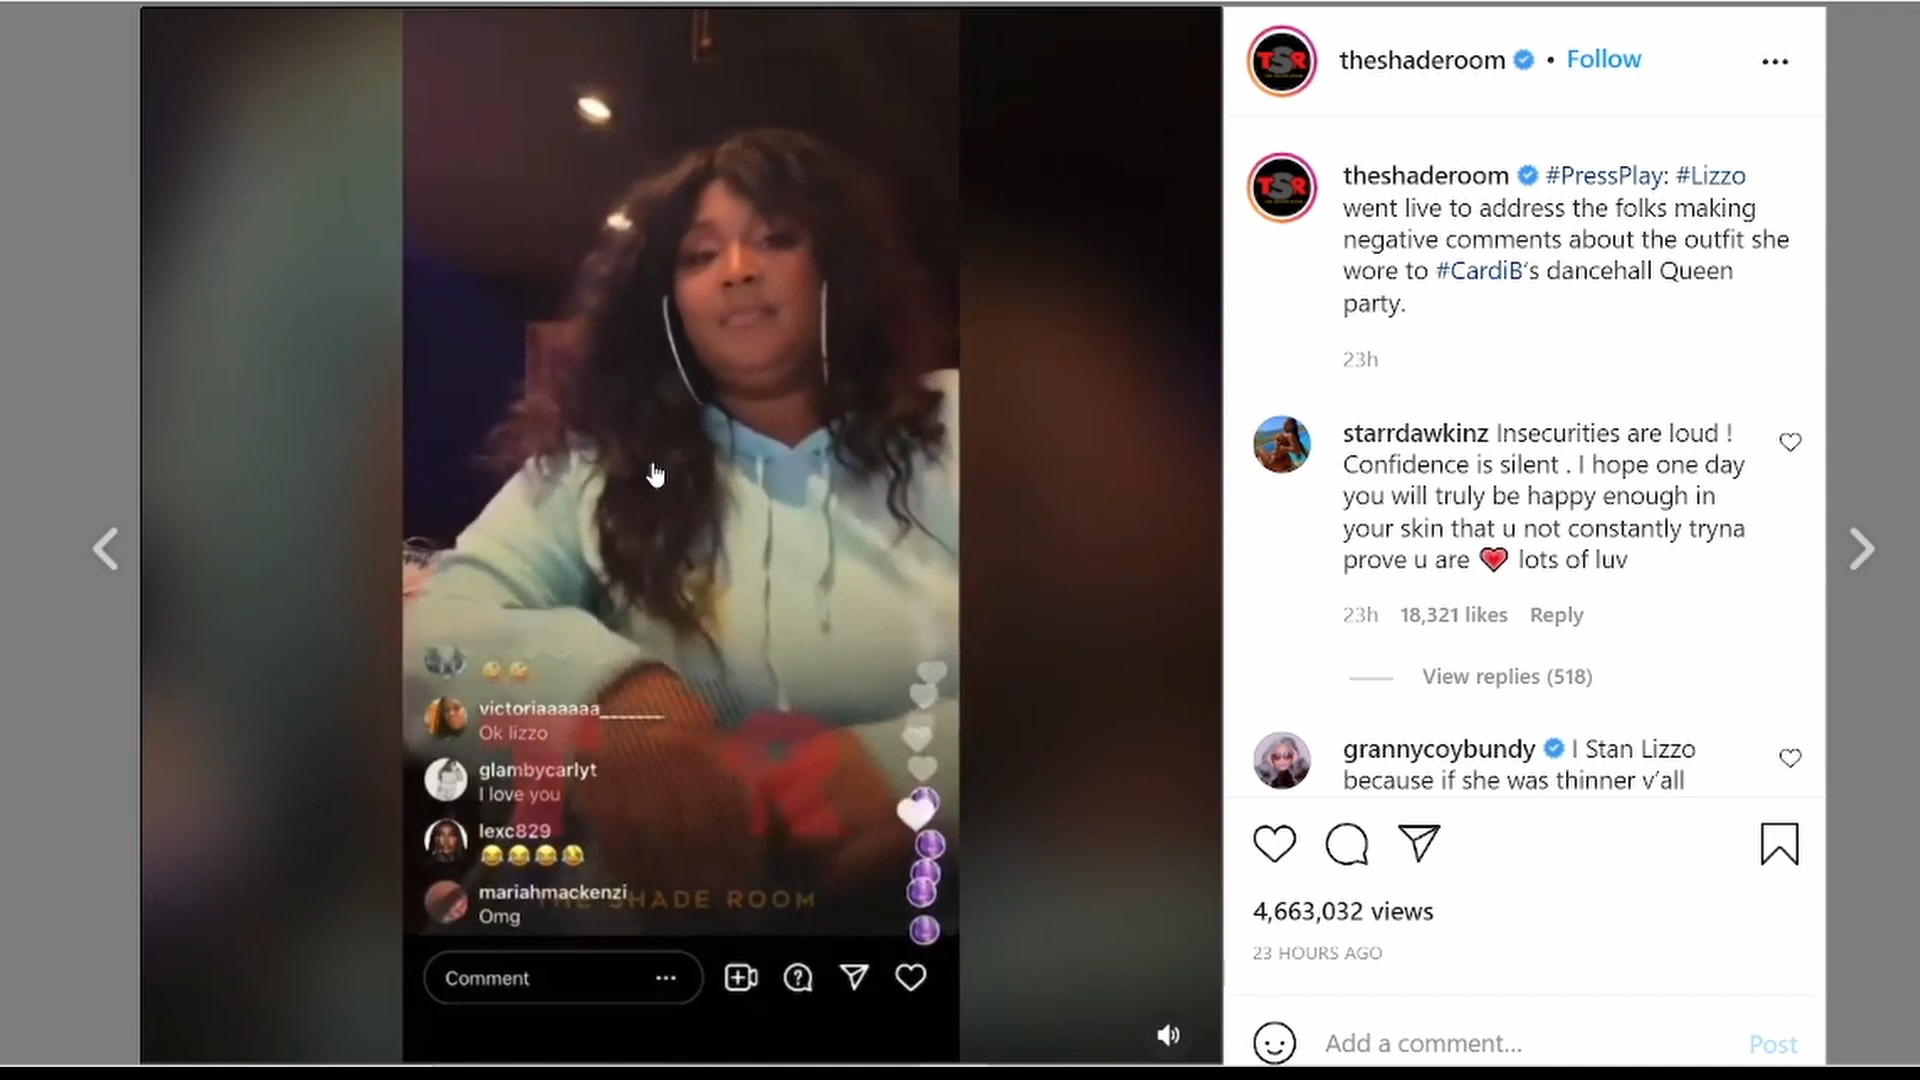 theshaderoom • Follow
theshaderoom #PressPlay: #Lizzo
went live to address the folks making
negative comments about the outfit she
wore to #CardiB's dancehall Queen
party.
23h
starrdawkinz Insecurities are loud !
Confidence is silent . I hope one day
you will truly be happy enough in
your skin that u not constantly tryna
prove u are ❤️ lots of luv
23h 18,321 likes Reply
View replies (518)
grannycoybundy I Stan Lizzo
because if she was thinner y'all
4,663,032 views
23 HOURS AGO
Add a comment... Post
victoriaaaaaa_______
Ok lizzo
glambycarlyt
I love you
lexc829
😂😂😂😂
mariahmackenzi
Omg
THE SHADE ROOM
Comment
TSR
TSR